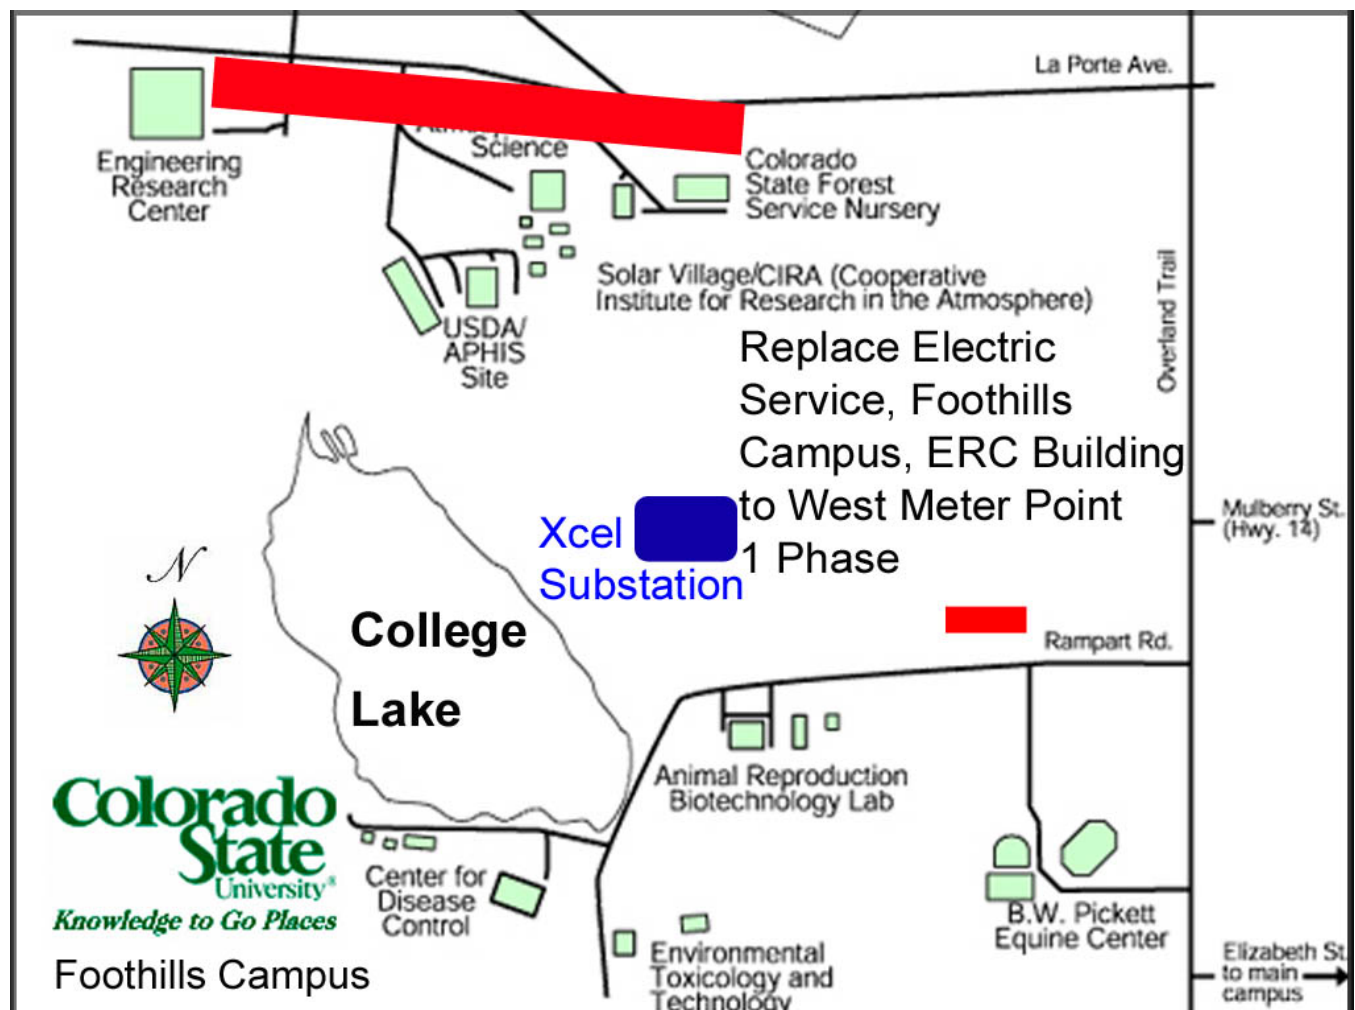 La Porte Ave.
Engineering
Research
Center
Science
Colorado
State Forest
Service Nursery
Solar Village/CIRA (Cooperative
Institute for Research in the Atmosphere)
USDA/
APHIS
Site
Overland Trail
Replace Electric
Service, Foothills
Campus, ERC Building
to West Meter Point
1 Phase
Xcel
Substation
Mulberry St.
(Hwy. 14)
N
College
Lake
Rampart Rd.
Animal Reproduction
Biotechnology Lab
Colorado
State
University®
Knowledge to Go Places
Foothills Campus
Center for
Disease
Control
B.W. Pickett
Equine Center
Environmental
Toxicology and
Technology
Elizabeth St.
to main
campus